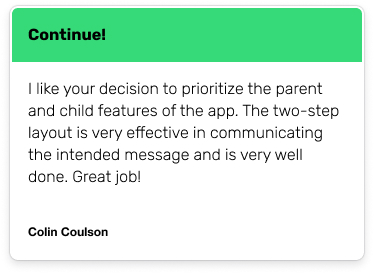 Continue!
I like your decision to prioritize the parent
and child features of the app. The two-step
layout is very effective in communicating
the intended message and is very well
done. Great job!
Colin Coulson